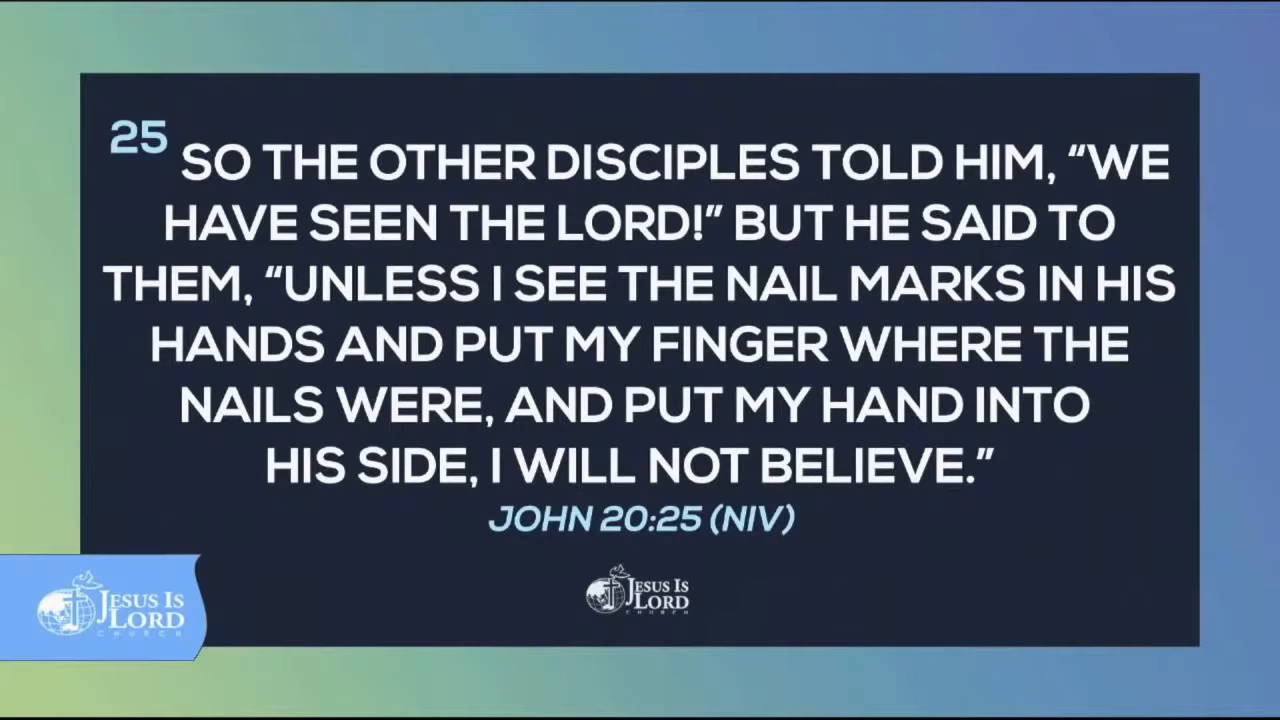 25 SO THE OTHER DISCIPLES TOLD HIM, “WE
HAVE SEEN THE LORD!” BUT HE SAID TO
THEM, “UNLESS I SEE THE NAIL MARKS IN HIS
HANDS AND PUT MY FINGER WHERE THE
NAILS WERE, AND PUT MY HAND INTO
HIS SIDE, I WILL NOT BELIEVE.”
JOHN 20:25 (NIV)
JESUS IS
LORD
CHURCH
JESUS IS
LORD
CHURCH